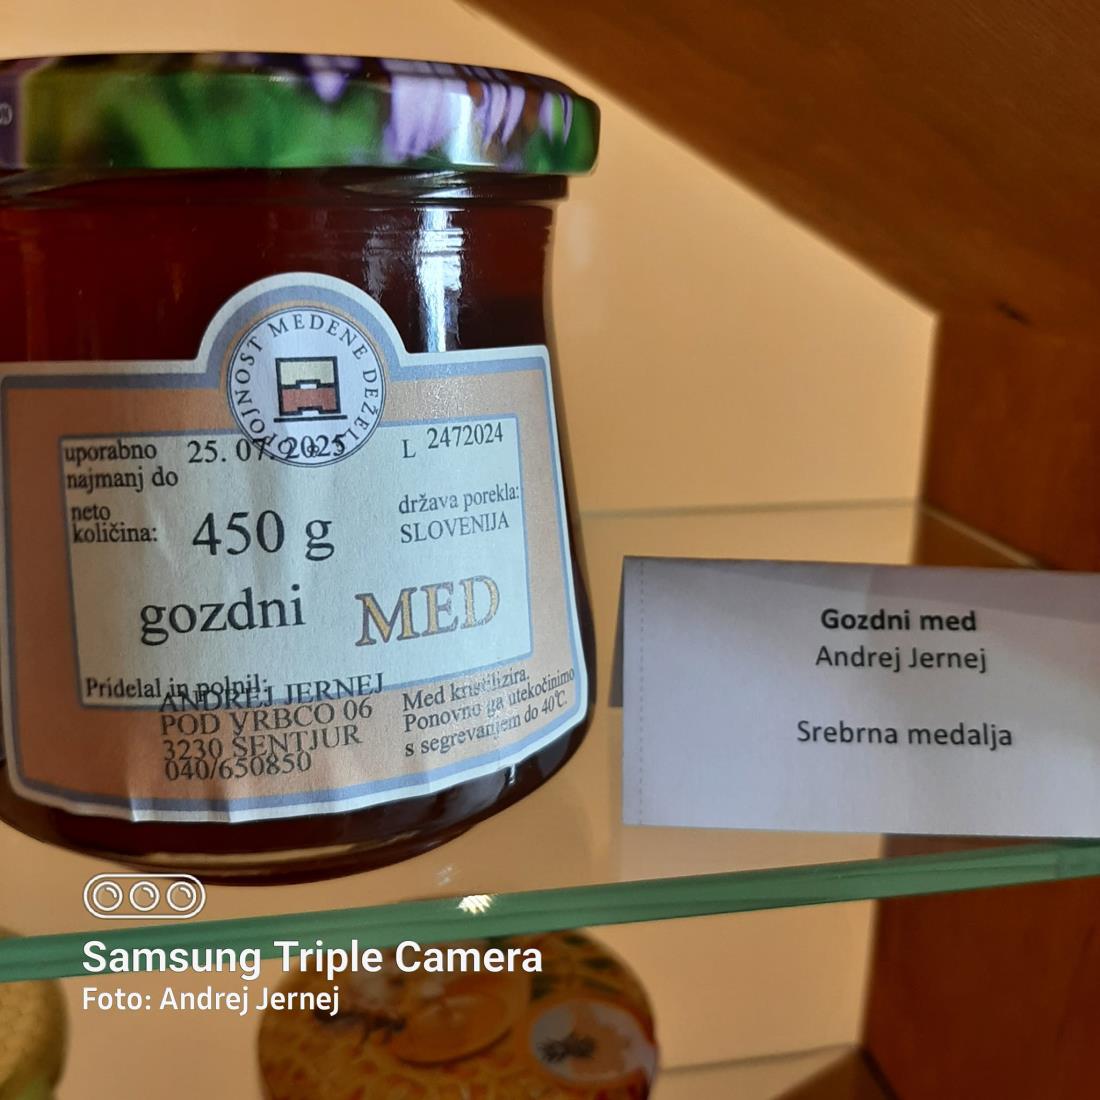 OPOJNOST MEDENE DEŽELE
uporabno
najmanj do
25. 07. 2025
L 2472024
neto
količina:
450 g
država porekla:
SLOVENIJA
gozdni MED
Pridelal in polnil:
ANDREJ JERNEJ
POD VRBCO 06
3230 ŠENTJUR
040/650850
Med kristalizira.
Ponovno ga utekočinimo
s segrevanjem do 40°C.
Gozdni med
Andrej Jernej
Srebrna medalja
Samsung Triple Camera
Foto: Andrej Jernej